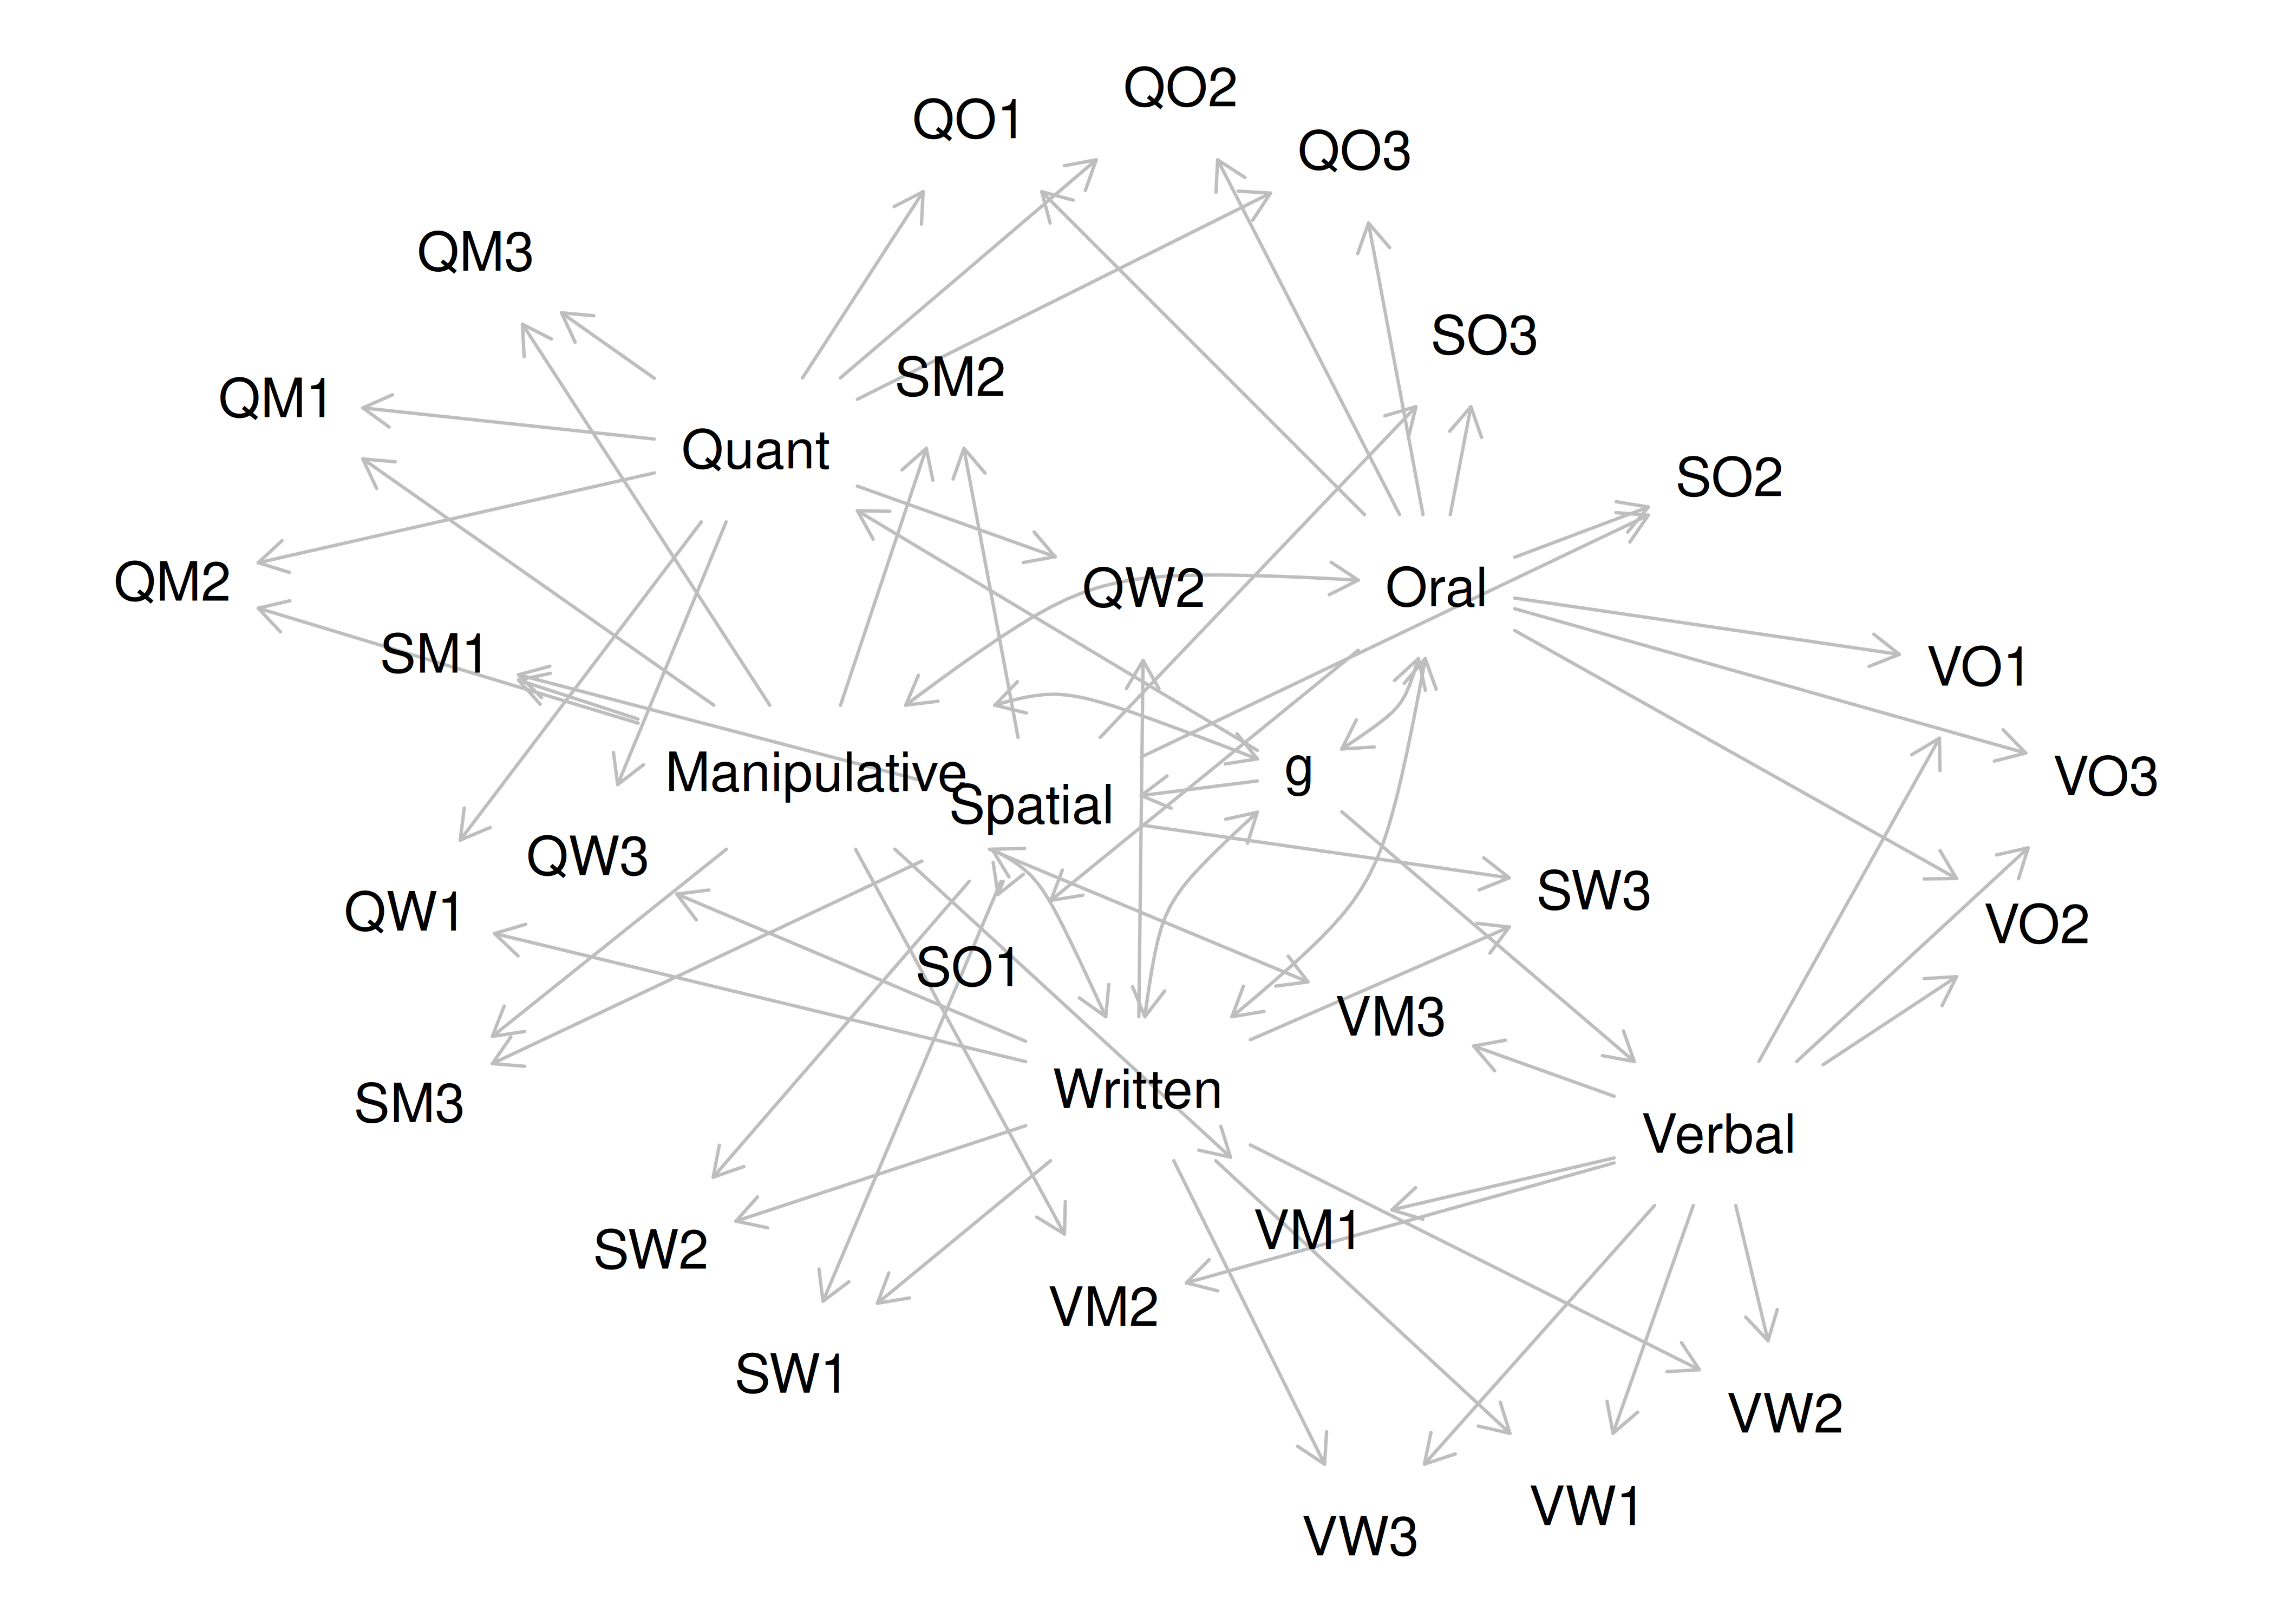 QO2
QO1
QO3
QM3
SO3
SM2
QM1
Quant
SO2
QM2
QW2
Oral
SM1
VO1
Manipulative
g
VO3
Spatial
QW3
SW3
QW1
VO2
SO1
VM3
Written
SM3
Verbal
VM1
SW2
VM2
SW1
VW2
VW1
VW3